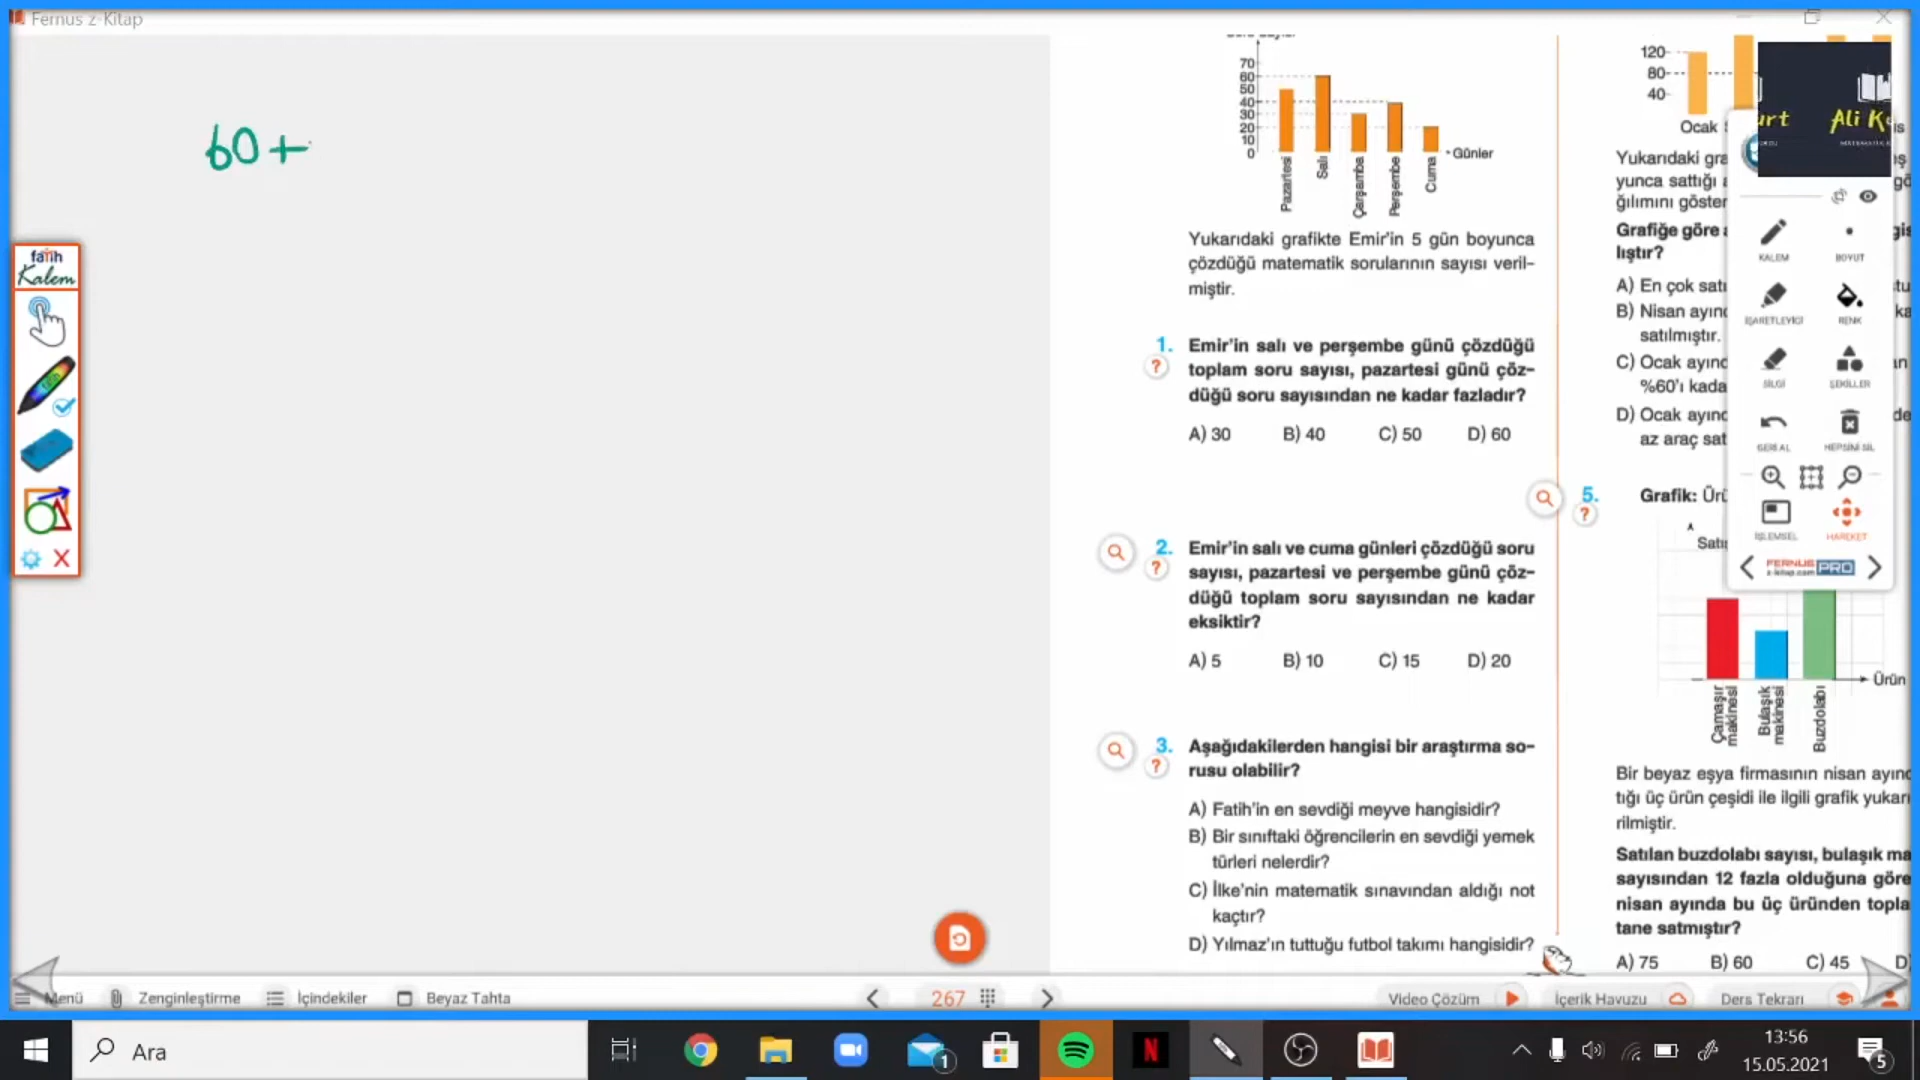 Fernus z-Kitap
60+
fatih
Kalem
70
60
50
40
30
20
10
0
Günler
Pazartesi
Salı
Çarşamba
Perşembe
Cuma
Yukarıdaki grafikte Emir'in 5 gün boyunca
çözdüğü matematik sorularının sayısı veril-
miştir.
1. Emir'in salı ve perşembe günü çözdüğü
toplam soru sayısı, pazartesi günü çöz-
düğü soru sayısından ne kadar fazladır?
A) 30 B) 40 C) 50 D) 60
2. Emir'in salı ve cuma günleri çözdüğü soru
sayısı, pazartesi ve perşembe günü çöz-
düğü toplam soru sayısından ne kadar
eksiktir?
A) 5 B) 10 C) 15 D) 20
3. Aşağıdakilerden hangisi bir araştırma so-
rusu olabilir?
A) Fatih'in en sevdiği meyve hangisidir?
B) Bir sınıftaki öğrencilerin en sevdiği yemek
türleri nelerdir?
C) İlke'nin matematik sınavından aldığı not
kaçtır?
D) Yılmaz'ın tuttuğu futbol takımı hangisidir?
120
80
40
Ocak
Yukarıdaki gra
yunca sattığı
ğılımını göster
Grafiğe göre
lıştır?
A) En çok satı
B) Nisan ayınd
satılmıştır.
C) Ocak ayınd
%60'ı kada
D) Ocak ayınd
az araç sat
5. Grafik: Ürü
Satış
Ürün
Çamaşır
makinesi
Bulaşık
makinesi
Buzdolabı
Bir beyaz eşya firmasının nisan ayınd
tığı üç ürün çeşidi ile ilgili grafik yukarı
rilmiştir.
Satılan buzdolabı sayısı, bulaşık ma
sayısından 12 fazla olduğuna göre
nisan ayında bu üç üründen topla
tane satmıştır?
A) 75 B) 60 C) 45 D)
urt Ali K
KALEM BOYUT
İŞARETLEYİCİ RENK
SİLGİ ŞEKİLLER
GERİ AL HEPSİNİ SİL
İŞLEMSEL HAREKET
FERNUS
z-kitap.com PRO
Menü Zenginleştirme İçindekiler Beyaz Tahta 267 Video Çözüm İçerik Havuzu Ders Tekrarı
Ara
1
N
13:56
15.05.2021
5